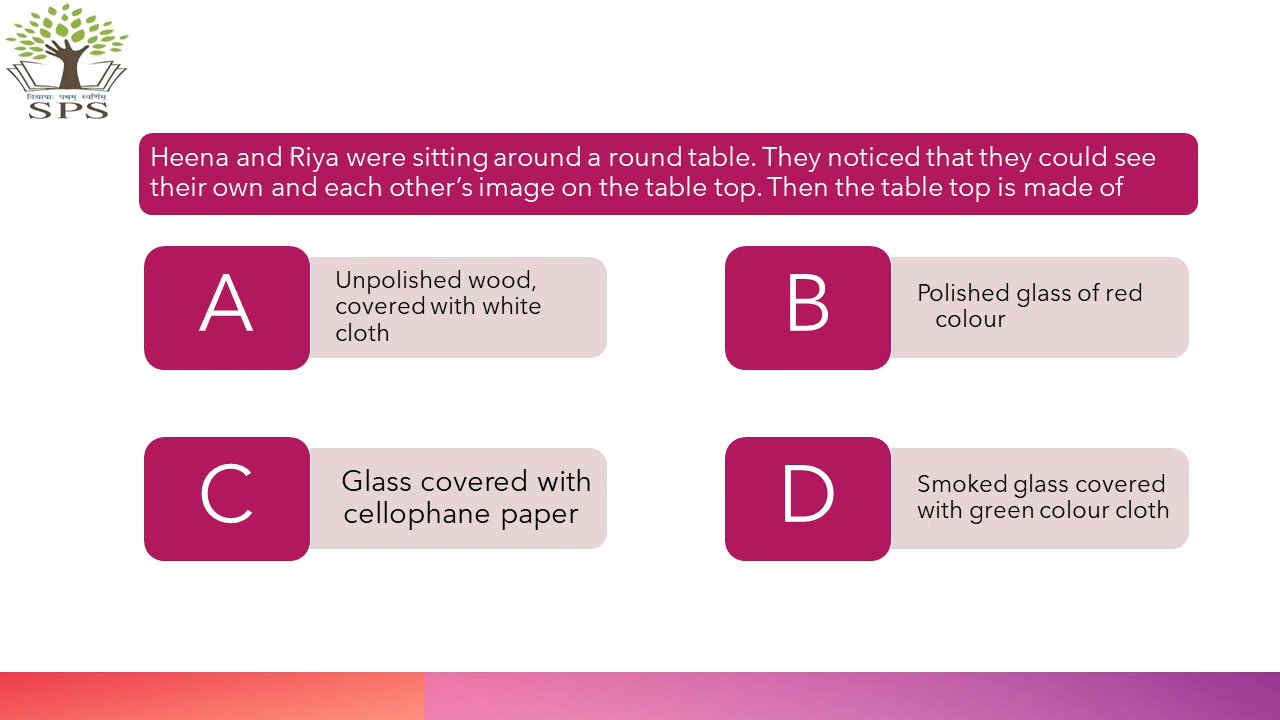 विद्यायाः पथम् स्वर्णिम्
SPS
Heena and Riya were sitting around a round table. They noticed that they could see
their own and each other's image on the table top. Then the table top is made of
A
Unpolished wood,
covered with white
cloth
B
Polished glass of red
colour
C
Glass covered with
cellophane paper
D
Smoked glass covered
with green colour cloth